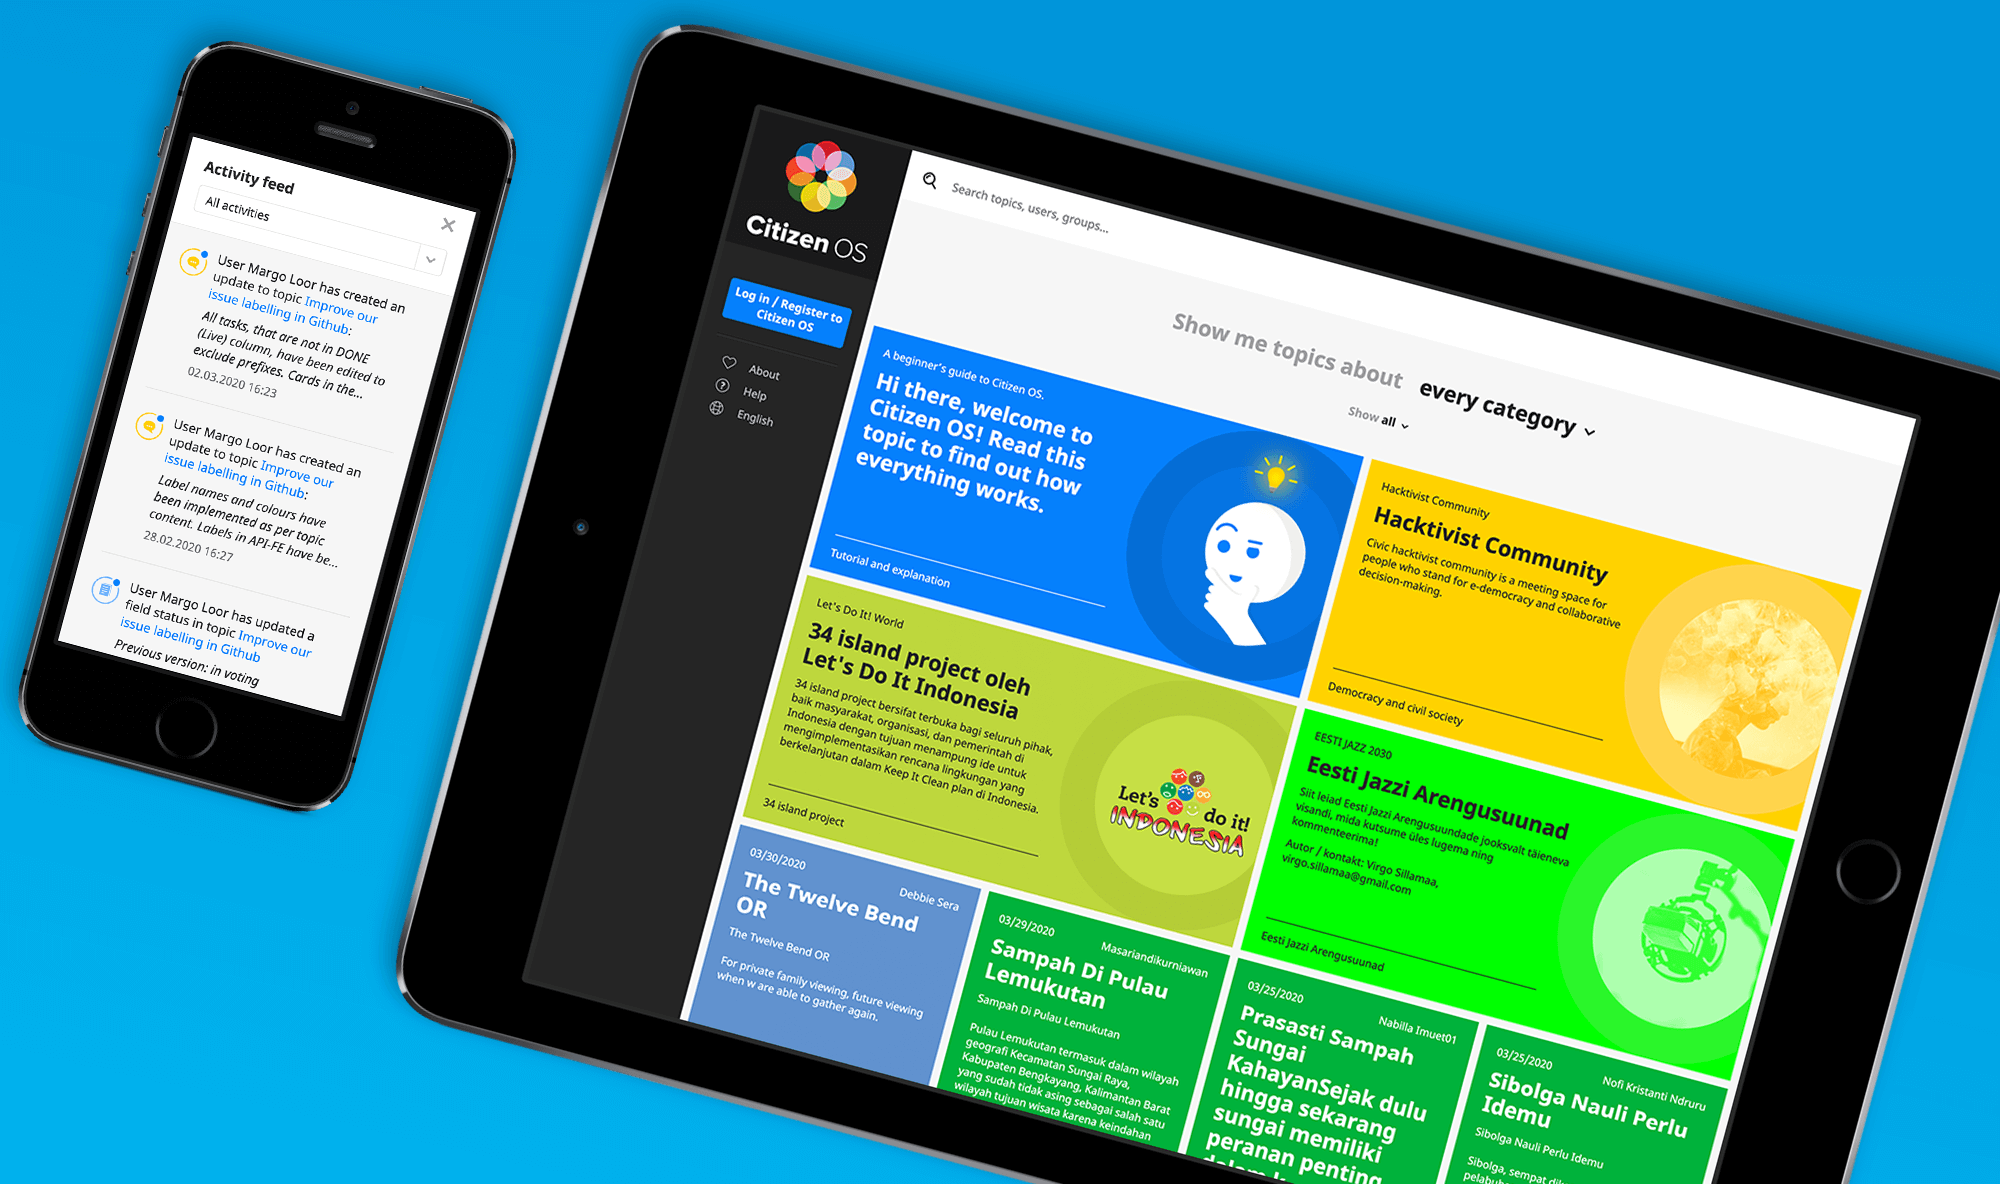 Activity feed
All activities
User Margo Loor has created an
update to topic Improve our
issue labelling in Github:
All tasks, that are not in DONE
(Live) column, have been edited to
exclude prefixes. Cards in the...
02.03.2020 16:23
User Margo Loor has created an
update to topic Improve our
issue labelling in Github:
Label names and colours have
been implemented as per topic
content. Labels in API-FE have be...
28.02.2020 16:27
User Margo Loor has updated a
field status in topic Improve our
issue labelling in Github
Previous version: in voting
Citizen OS
Log in / Register to
Citizen OS
About
Help
English
Search topics, users, groups...
Show me topics about every category
Show all
A beginner's guide to Citizen OS.
Hi there, welcome to
Citizen OS! Read this
topic to find out how
everything works.
Tutorial and explanation
Hacktivist Community
Hacktivist Community
Civic hacktivist community is a meeting space for
people who stand for e-democracy and collaborative
decision-making.
Democracy and civil society
Let's Do It! World
34 island project oleh
Let's Do It Indonesia
34 island project bersifat terbuka bagi seluruh pihak,
baik masyarakat, organisasi, dan pemerintah di
Indonesia dengan tujuan menampung ide untuk
mengimplementasikan rencana lingkungan yang
berkelanjutan dalam Keep It Clean plan di Indonesia.
34 island project
Let's do it!
INDONESIA
EESTI JAZZ 2030
Eesti Jazzi Arengusuunad
Siit leiad Eesti Jazzi Arengusuundade jooksvalt täieneva
visandi, mida kutsume üles lugema ning
kommenteerima!
Autor / kontakt: Virgo Sillamaa,
virgo.sillamaa@gmail.com
Eesti Jazzi Arengusuunad
03/30/2020
Debbie Sera
The Twelve Bend
OR
The Twelve Bend OR
For private family viewing, future viewing
when w are able to gather again.
03/29/2020
Masariandikurniawan
Sampah Di Pulau
Lemukutan
Sampah Di Pulau Lemukutan
Pulau Lemukutan termasuk dalam wilayah
geografi Kecamatan Sungai Raya,
Kabupaten Bengkayang, Kalimantan Barat
yang sudah tidak asing sebagai salah satu
wilayah tujuan wisata karena keindahan
03/25/2020
Nabilla Imuet01
Prasasti Sampah
Sungai
KahayanSejak dulu
hingga sekarang
sungai memiliki
peranan penting
03/25/2020
Nofi Kristanti Ndruru
Sibolga Nauli Perlu
Idemu
Sibolga Nauli Perlu Idemu
Sibolga, sempat